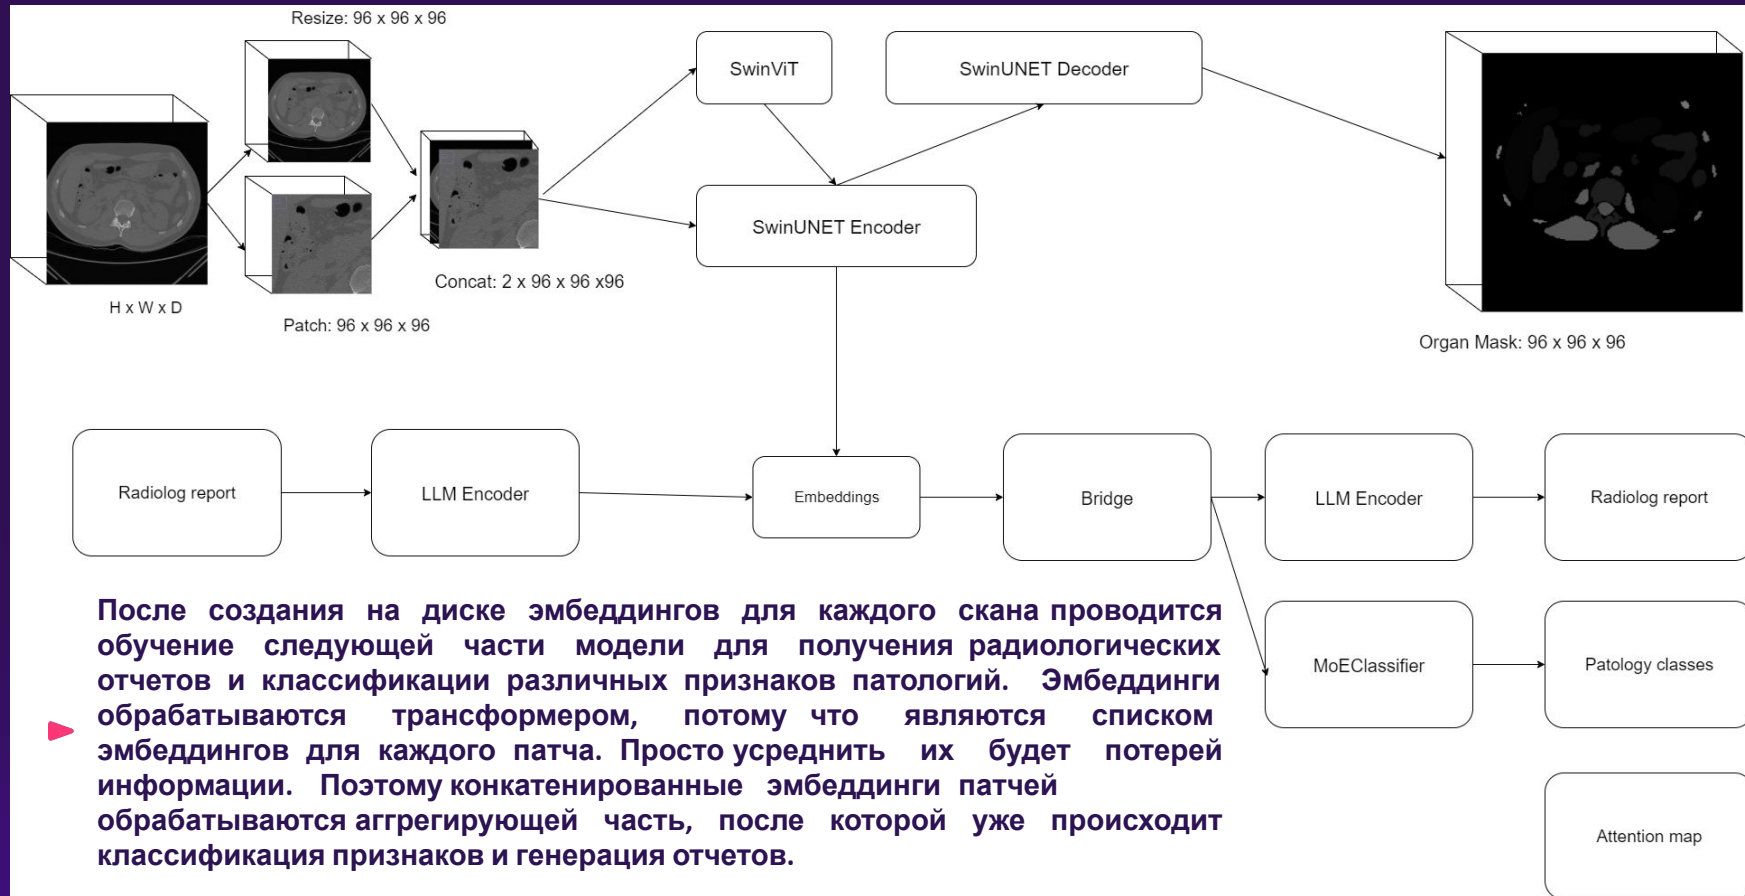 Resize: 96 x 96 x 96
SwinViT
SwinUNET Decoder
SwinUNET Encoder
H x W x D
Concat: 2 x 96 x 96 x96
Patch: 96 x 96 x 96
Organ Mask: 96 x 96 x 96
Radiolog report
LLM Encoder
Embeddings
Bridge
LLM Encoder
Radiolog report
MoEClassifier
Patology classes
Attention map
После создания на диске эмбеддингов для каждого скана проводится
обучение следующей части модели для получения радиологических
отчетов и классификации различных признаков патологий. Эмбеддинги
обрабатываются трансформером, потому что являются списком
эмбеддингов для каждого патча. Просто усреднить их будет потерей
информации. Поэтому конкатенированные эмбеддинги патчей
обрабатываются аггрегирующей часть, после которой уже происходит
классификация признаков и генерация отчетов.